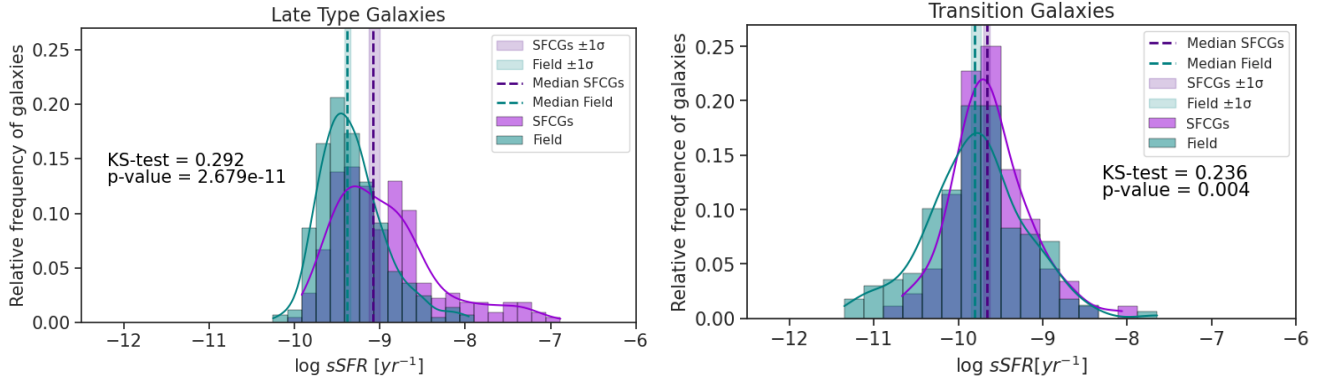 Late Type Galaxies
Relative frequency of galaxies
0.25
0.20
0.15
0.10
0.05
0.00
KS-test = 0.292
p-value = 2.679e-11
SFCGs ±1σ
Field ±1σ
Median SFCGs
Median Field
SFCGs
Field
−12
−11
−10
−9
−8
−7
−6
log sSFR [yr⁻¹]
Transition Galaxies
Relative frequence of galaxies
0.25
0.20
0.15
0.10
0.05
0.00
Median SFCGs
Median Field
SFCGs ±1σ
Field ±1σ
SFCGs
Field
KS-test = 0.236
p-value = 0.004
−12
−11
−10
−9
−8
−7
−6
log sSFR[yr⁻¹]